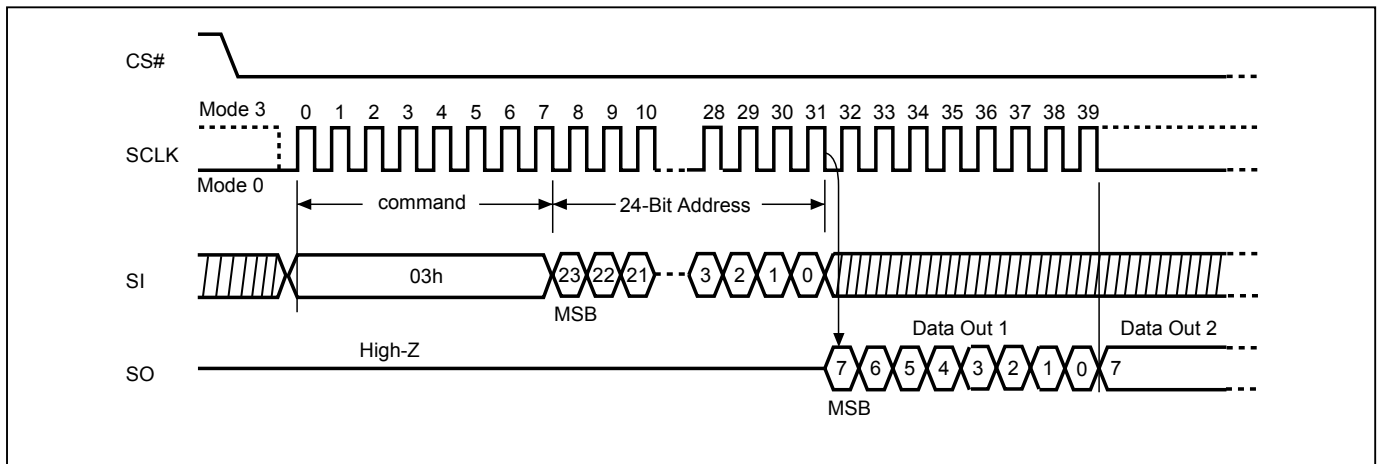 CS#
Mode 3
0 1 2 3 4 5 6 7 8 9 10 28 29 30 31 32 33 34 35 36 37 38 39
SCLK
Mode 0
command
24-Bit Address
SI
03h
23 22 21 3 2 1 0
MSB
Data Out 1
Data Out 2
High-Z
SO
7 6 5 4 3 2 1 0 7
MSB